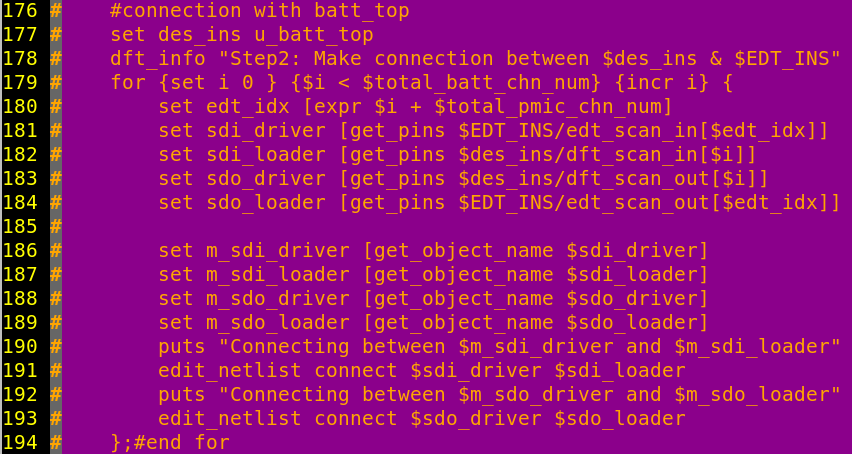 176 #    #connection with batt_top
177 #    set des_ins u_batt_top
178 #    dft_info "Step2: Make connection between $des_ins & $EDT_INS"
179 #    for {set i 0 } {$i < $total_batt_chn_num} {incr i} {
180 #        set edt_idx [expr $i + $total_pmic_chn_num]
181 #        set sdi_driver [get_pins $EDT_INS/edt_scan_in[$edt_idx]]
182 #        set sdi_loader [get_pins $des_ins/dft_scan_in[$i]]
183 #        set sdo_driver [get_pins $des_ins/dft_scan_out[$i]]
184 #        set sdo_loader [get_pins $EDT_INS/edt_scan_out[$edt_idx]]
185 #
186 #        set m_sdi_driver [get_object_name $sdi_driver]
187 #        set m_sdi_loader [get_object_name $sdi_loader]
188 #        set m_sdo_driver [get_object_name $sdo_driver]
189 #        set m_sdo_loader [get_object_name $sdo_loader]
190 #        puts "Connecting between $m_sdi_driver and $m_sdi_loader"
191 #        edit_netlist connect $sdi_driver $sdi_loader
192 #        puts "Connecting between $m_sdo_driver and $m_sdo_loader"
193 #        edit_netlist connect $sdo_driver $sdo_loader
194 #    };#end for